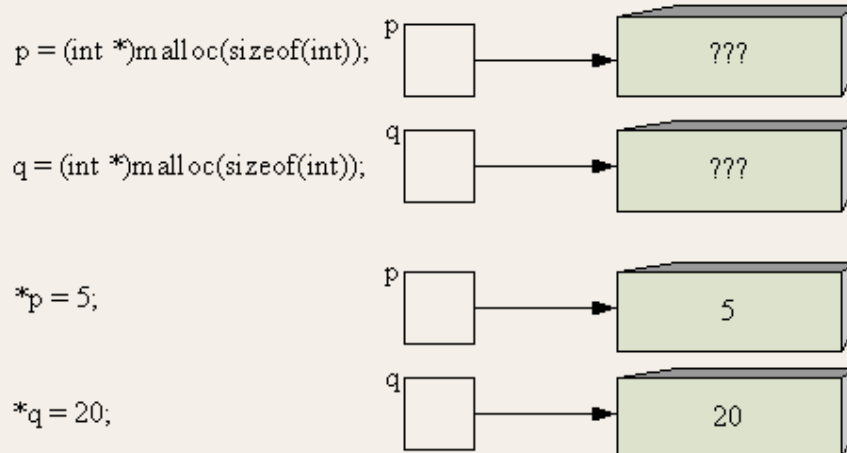 p
p = (int *)malloc(sizeof(int)); ???
q
q = (int *)malloc(sizeof(int)); ???
p
*p = 5; 5
q
*q = 20; 20